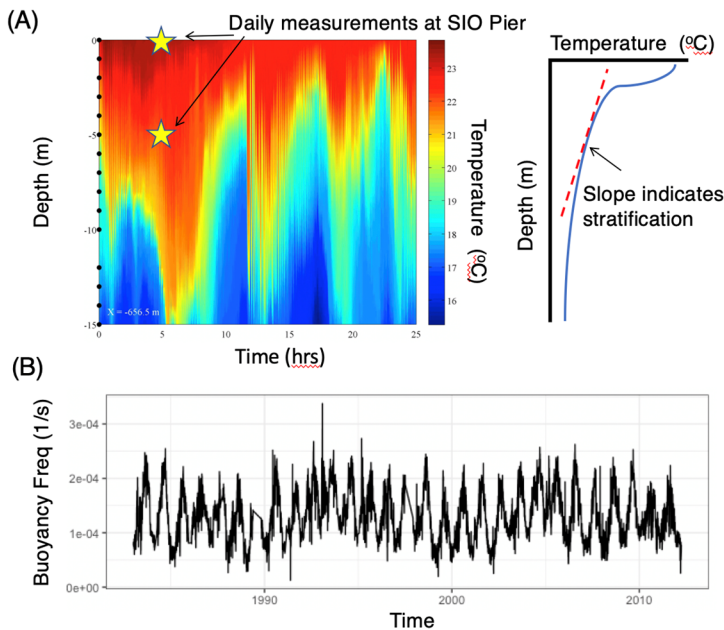 (A)
Daily measurements at SIO Pier
0
-5
-10
-15
Depth (m)
X = -656.5 m
0
5
10
15
20
25
Time (hrs)
23
22
21
20
19
18
17
16
Temperature (ºC)
Temperature (ºC)
Depth (m)
Slope indicates
stratification
(B)
3e-04
2e-04
1e-04
0e+00
Buoyancy Freq (1/s)
1990
2000
2010
Time